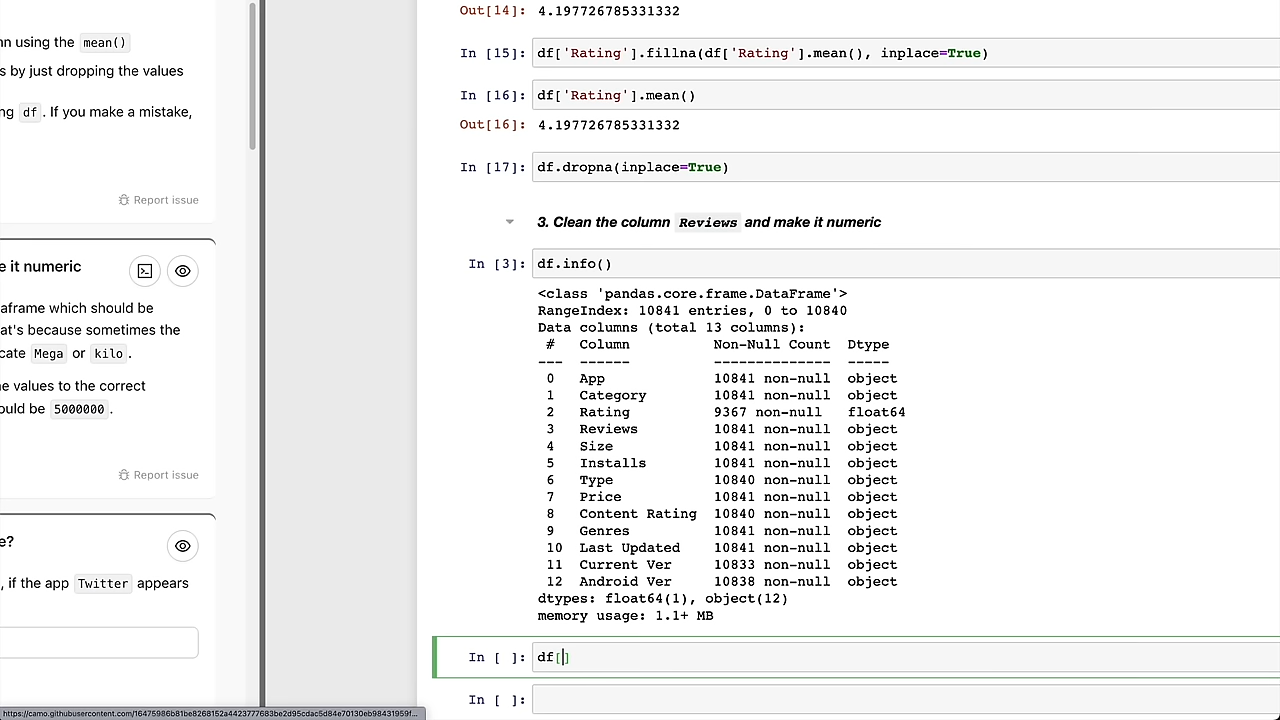 nn using the mean()
s by just dropping the values
ng df. If you make a mistake,
Report issue
e it numeric
aframe which should be
at's because sometimes the
cate Mega or kilo.
ne values to the correct
ould be 5000000.
Report issue
e?
, if the app Twitter appears
Out[14]: 4.197726785331332
In [15]: df['Rating'].fillna(df['Rating'].mean(), inplace=True)
In [16]: df['Rating'].mean()
Out[16]: 4.197726785331332
In [17]: df.dropna(inplace=True)
3. Clean the column Reviews and make it numeric
In [3]: df.info()
<class 'pandas.core.frame.DataFrame'>
RangeIndex: 10841 entries, 0 to 10840
Data columns (total 13 columns):
# Column Non-Null Count Dtype
--- ------ -------------- -----
0 App 10841 non-null object
1 Category 10841 non-null object
2 Rating 9367 non-null float64
3 Reviews 10841 non-null object
4 Size 10841 non-null object
5 Installs 10841 non-null object
6 Type 10840 non-null object
7 Price 10841 non-null object
8 Content Rating 10840 non-null object
9 Genres 10841 non-null object
10 Last Updated 10841 non-null object
11 Current Ver 10833 non-null object
12 Android Ver 10838 non-null object
dtypes: float64(1), object(12)
memory usage: 1.1+ MB
In [ ]: df[]
In [ ]: